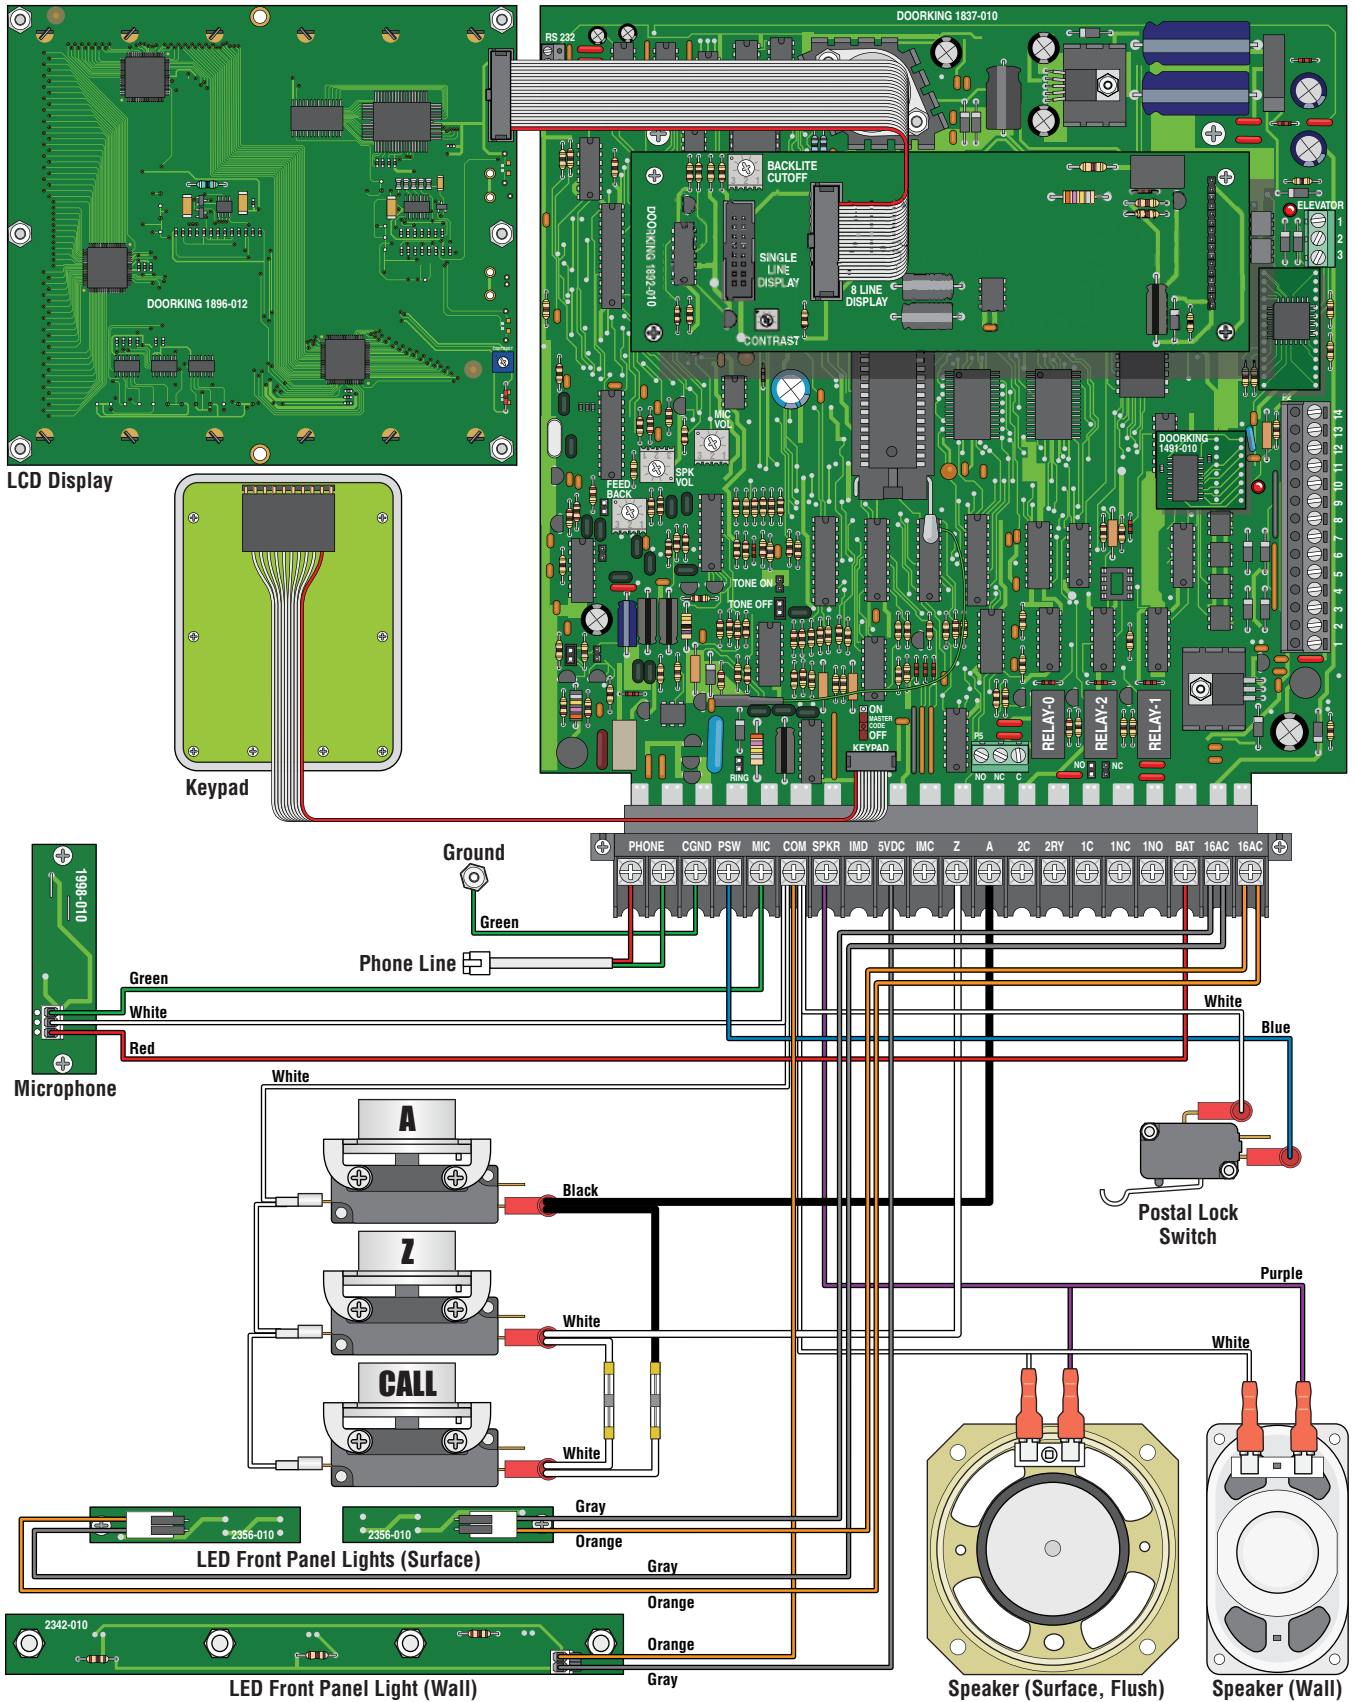 DOORKING 1837-010
RS 232
BACKLITE
CUTOFF
DOORKING 1892-010
SINGLE
LINE
DISPLAY
8 LINE
DISPLAY
CONTRAST
ELEVATOR
1
2
3
DOORKING 1896-012
CONTRAST
LCD Display
MIC
VOL
SPK
VOL
FEED
BACK
DOORKING
1491-010
P2
14
13
12
11
10
9
8
7
6
5
4
3
2
1
TONE ON
TONE OFF
ON
MASTER
CODE
OFF
KEYPAD
RING
P5
NO NC C
RELAY-0
RELAY-2
RELAY-1
NO
NC
Keypad
PHONE CGND PSW MIC COM SPKR IMD 5VDC IMC Z A 2C 2RY 1C 1NC 1NO BAT 16AC 16AC
Ground
Green
Phone Line
1998-010
Green
White
Red
Microphone
White
Blue
White
A
Black
Postal Lock
Switch
Z
White
Purple
White
CALL
White
2356-010
2356-010
Gray
Orange
LED Front Panel Lights (Surface)
Gray
Orange
2342-010
Orange
Gray
LED Front Panel Light (Wall)
Speaker (Surface, Flush)
Speaker (Wall)